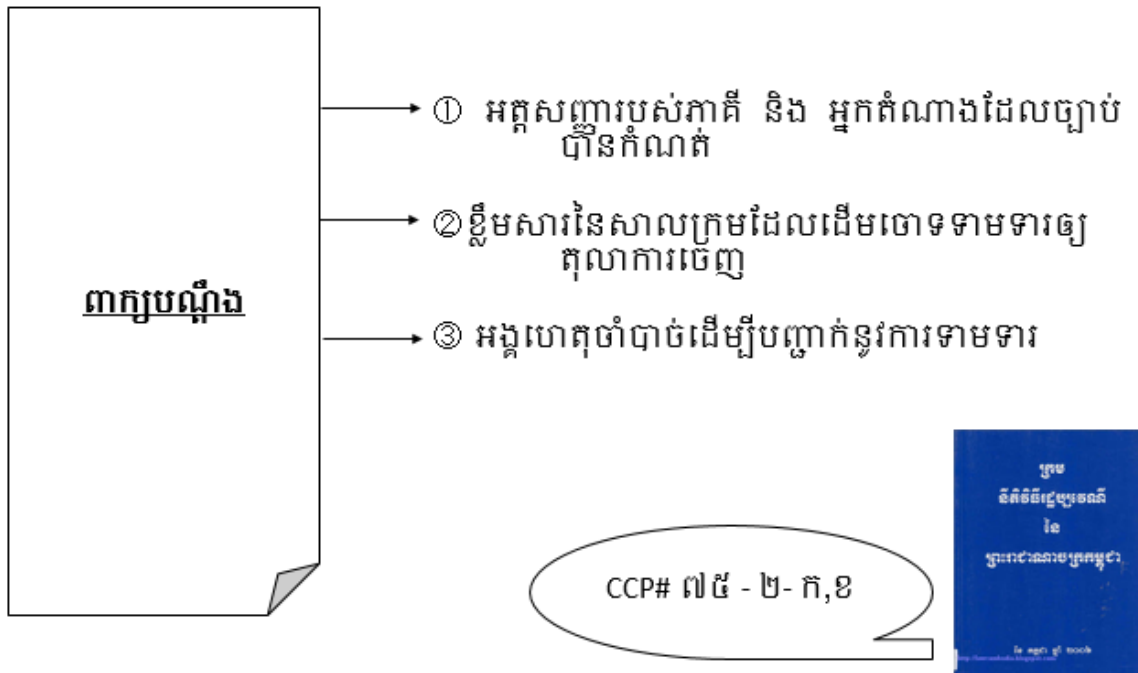 ① អត្តសញ្ញារបស់ភាគី និង អ្នកតំណាងដែលច្បាប់
បានកំណត់
② ខ្លឹមសារនៃសាលក្រមដែលដើមចោទទាមទារឲ្យ
តុលាការចេញ
ពាក្យបណ្តឹង
③ អង្គហេតុចាំបាច់ដើម្បីបញ្ជាក់នូវការទាមទារ
CCP# ៧៥ - ២- ក,ខ
ក្រម
នីតិវិធីរដ្ឋប្បវេណី
នៃ
ព្រះរាជាណាចក្រកម្ពុជា